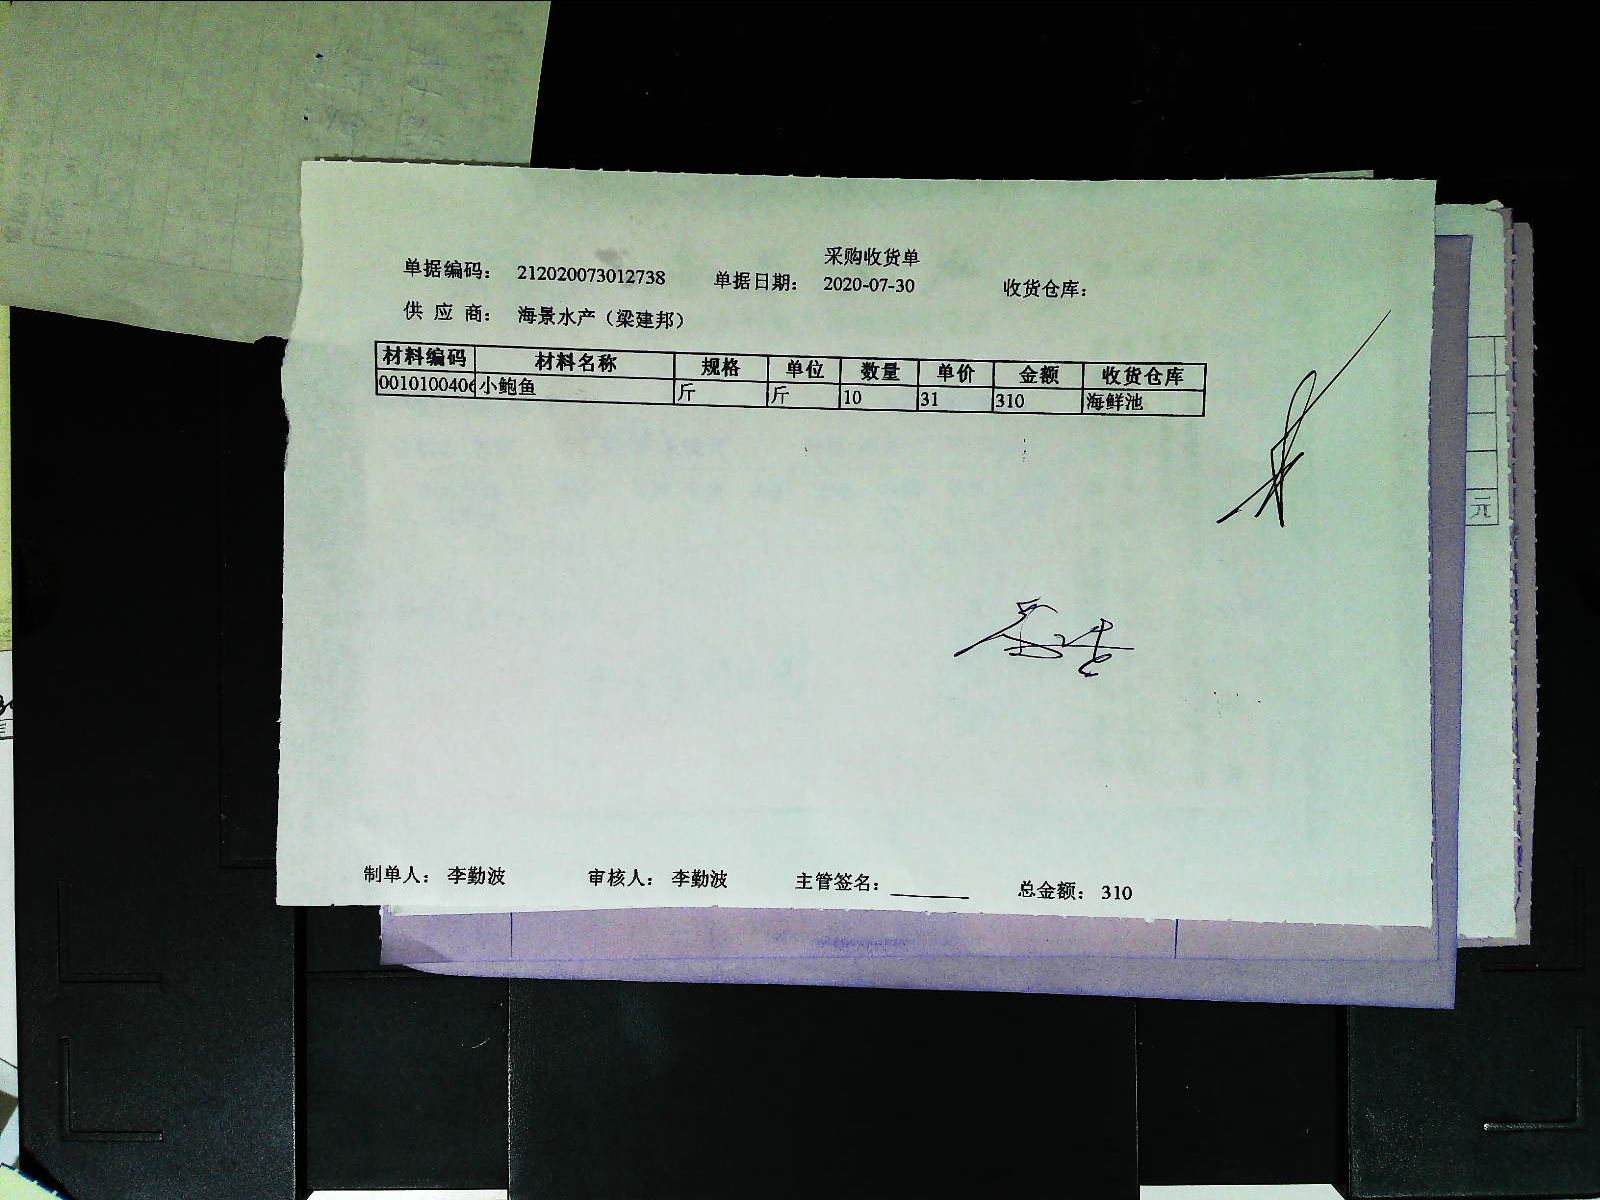 采购收货单
单据编码： 212020073012738 单据日期： 2020-07-30 收货仓库：
供 应 商： 海景水产（梁建邦）
材料编码 材料名称 规格 单位 数量 单价 金额 收货仓库
0010100406 小鲍鱼 斤 斤 10 31 310 海鲜池
元
制单人： 李勤波 审核人： 李勤波 主管签名： 总金额： 310